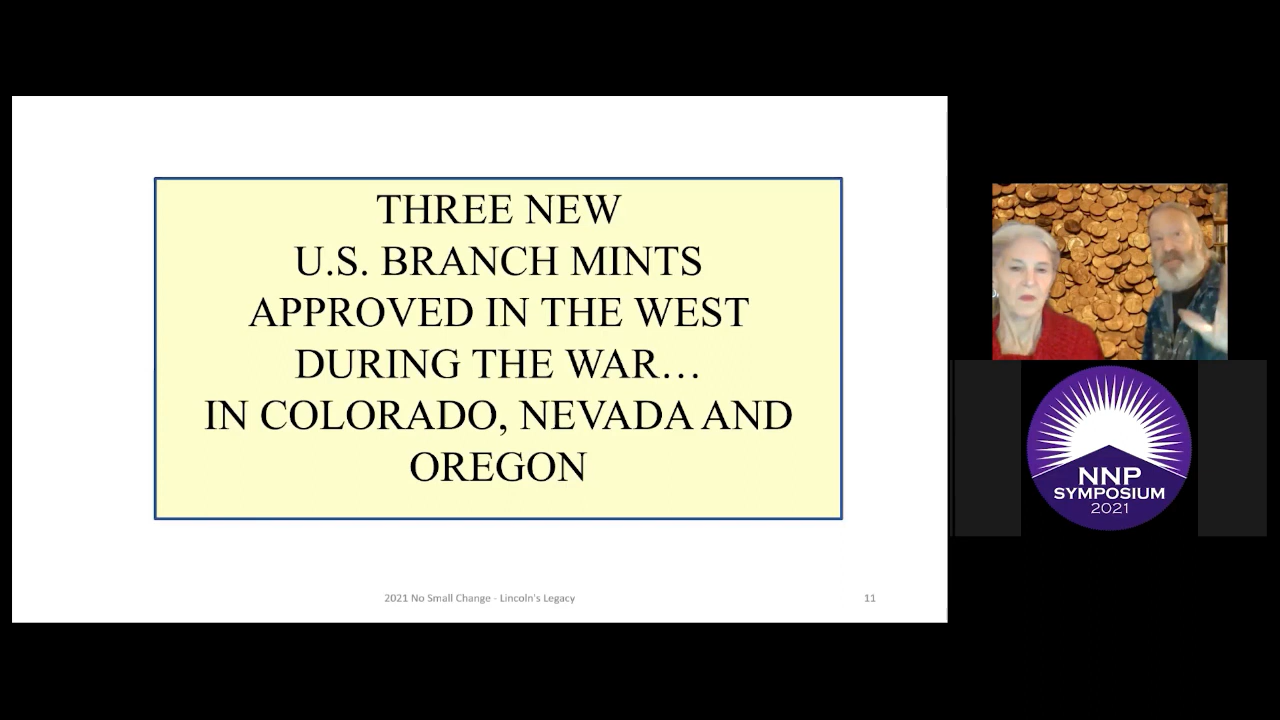 THREE NEW
U.S. BRANCH MINTS
APPROVED IN THE WEST
DURING THE WAR…
IN COLORADO, NEVADA AND
OREGON
2021 No Small Change - Lincoln's Legacy
11
NNP
SYMPOSIUM
2021